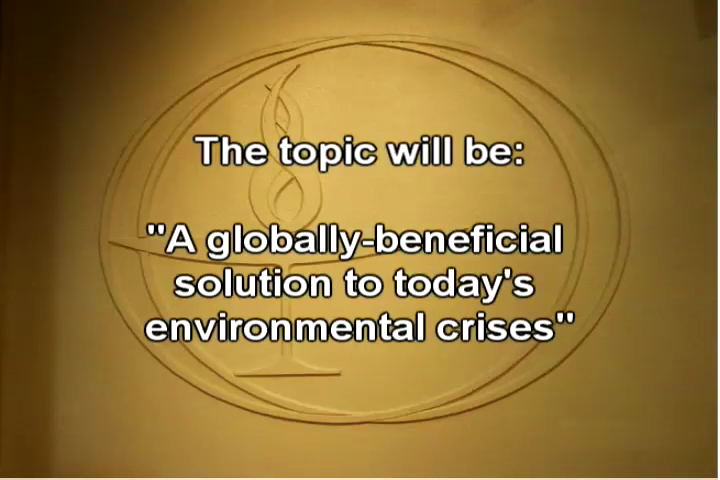 The topic will be:
"A globally-beneficial
solution to today's
environmental crises"